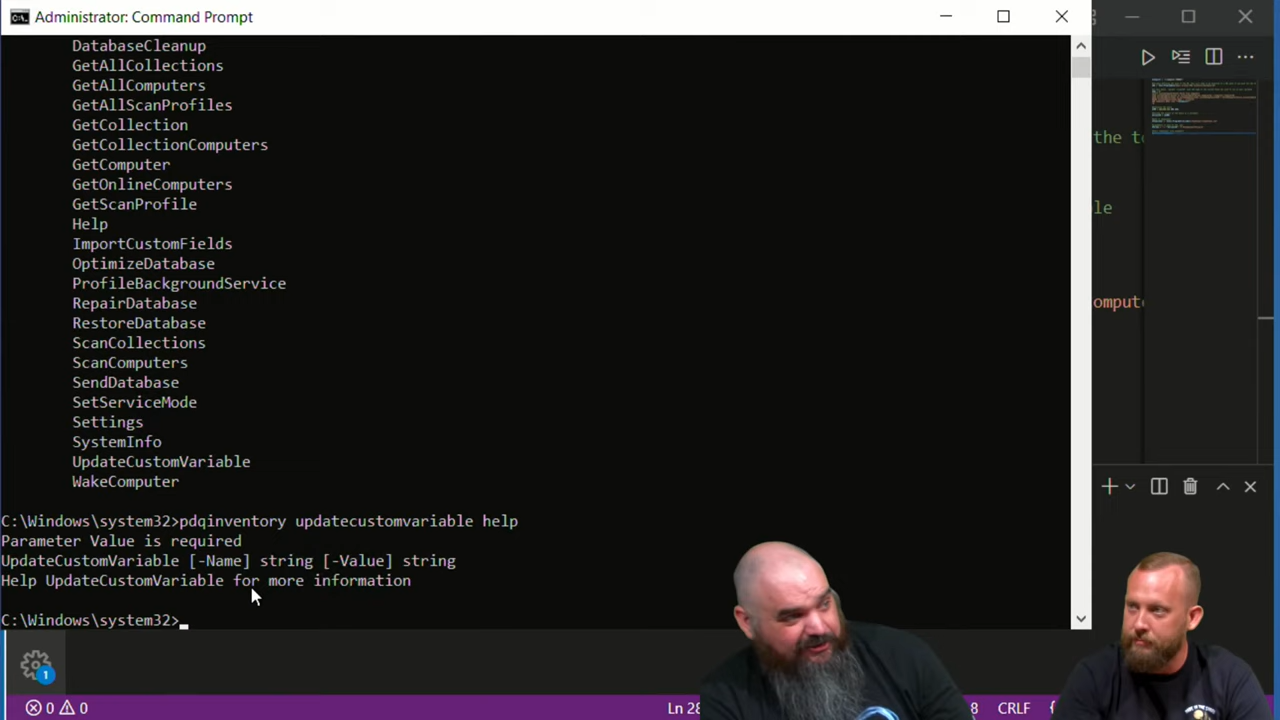 Administrator: Command Prompt
DatabaseCleanup
GetAllCollections
GetAllComputers
GetAllScanProfiles
GetCollection
GetCollectionComputers
GetComputer
GetOnlineComputers
GetScanProfile
Help
ImportCustomFields
OptimizeDatabase
ProfileBackgroundService
RepairDatabase
RestoreDatabase
ScanCollections
ScanComputers
SendDatabase
SetServiceMode
Settings
SystemInfo
UpdateCustomVariable
WakeComputer
C:\Windows\system32>pdqinventory updatecustomvariable help
Parameter Value is required
UpdateCustomVariable [-Name] string [-Value] string
Help UpdateCustomVariable for more information
C:\Windows\system32>
the t
le
omput
1
0 0
Ln 28
8 CRLF {